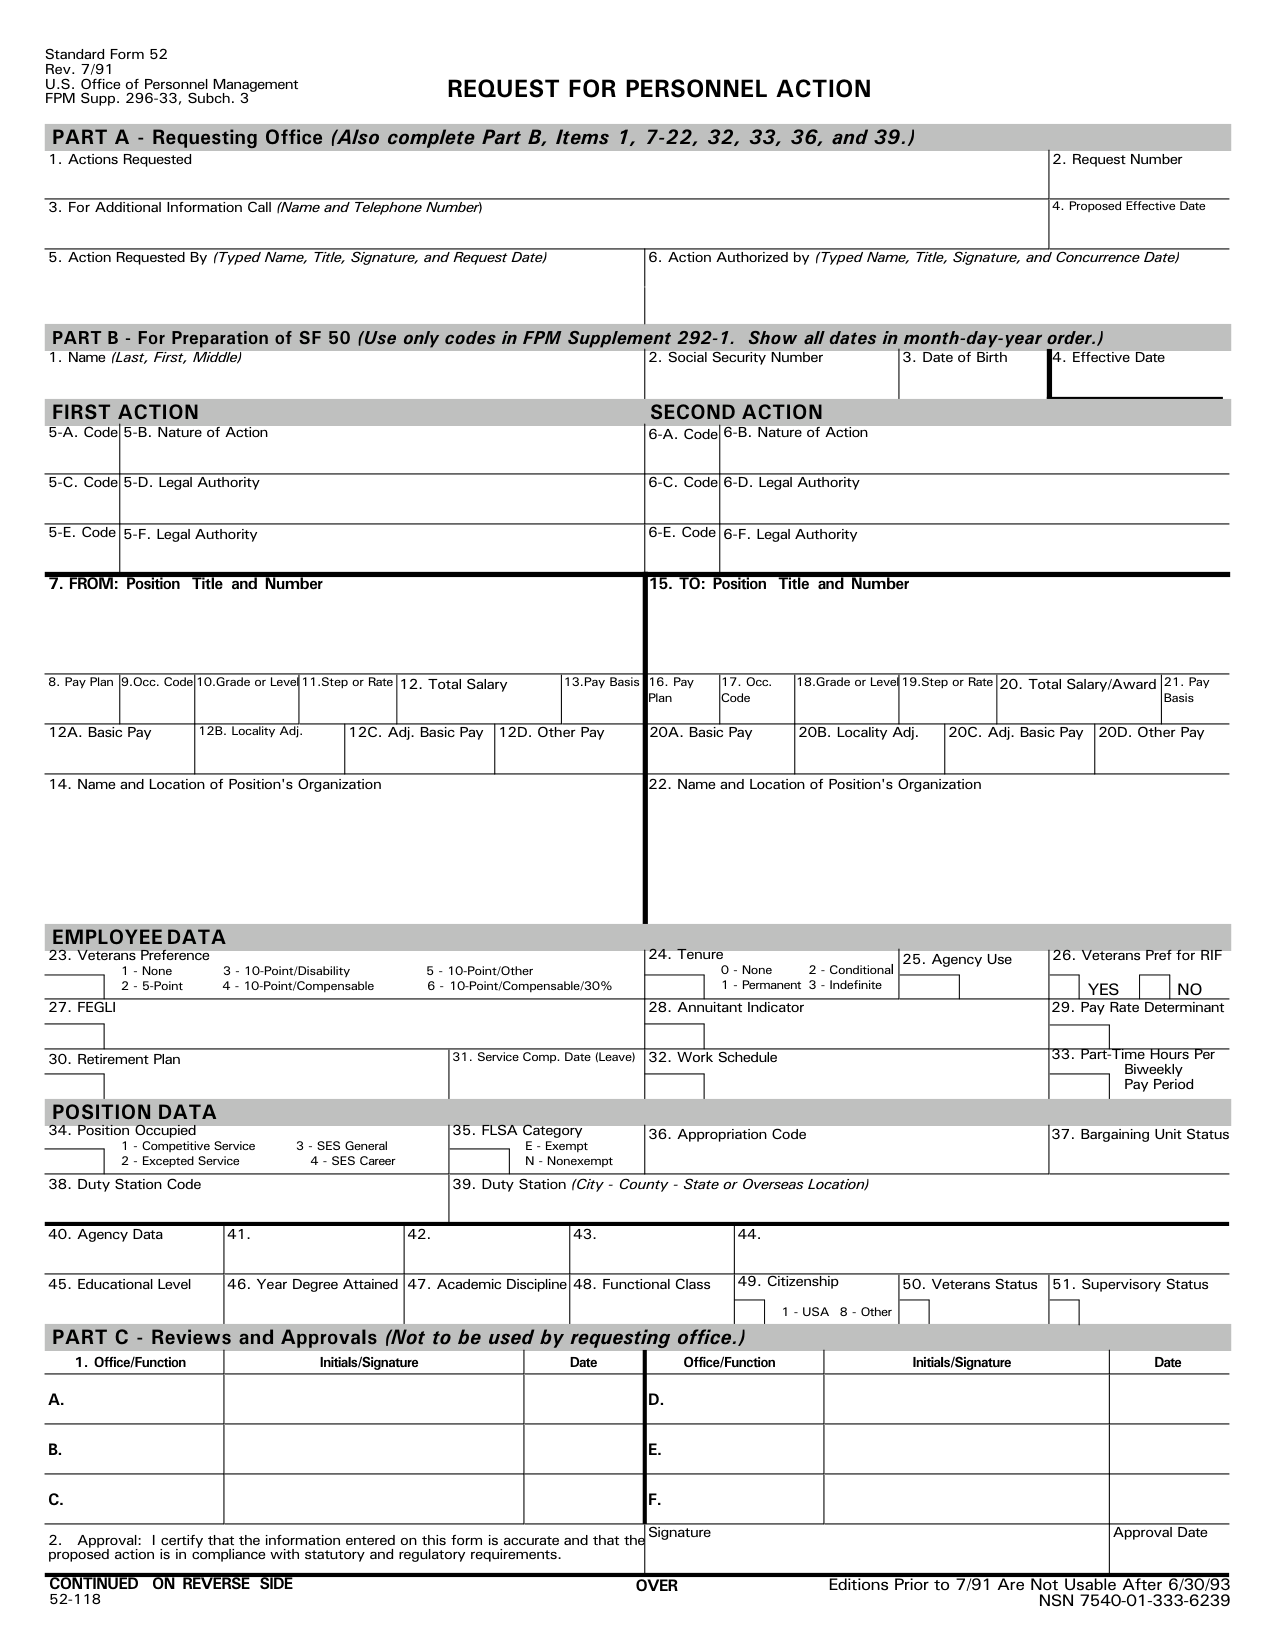 Standard Form 52
Rev. 7/91
U.S. Office of Personnel Management
FPM Supp. 296-33, Subch. 3
REQUEST FOR PERSONNEL ACTION
PART A - Requesting Office (Also complete Part B, Items 1, 7-22, 32, 33, 36, and 39.)
1. Actions Requested
2. Request Number
3. For Additional Information Call (Name and Telephone Number)
4. Proposed Effective Date
5. Action Requested By (Typed Name, Title, Signature, and Request Date)
6. Action Authorized by (Typed Name, Title, Signature, and Concurrence Date)
PART B - For Preparation of SF 50 (Use only codes in FPM Supplement 292-1. Show all dates in month-day-year order.)
1. Name (Last, First, Middle)
2. Social Security Number
3. Date of Birth
4. Effective Date
FIRST ACTION
SECOND ACTION
5-A. Code
5-B. Nature of Action
6-A. Code
6-B. Nature of Action
5-C. Code
5-D. Legal Authority
6-C. Code
6-D. Legal Authority
5-E. Code
5-F. Legal Authority
6-E. Code
6-F. Legal Authority
7. FROM: Position Title and Number
15. TO: Position Title and Number
8. Pay Plan
9.Occ. Code
10.Grade or Level
11.Step or Rate
12. Total Salary
13.Pay Basis
16. Pay
Plan
17. Occ.
Code
18.Grade or Level
19.Step or Rate
20. Total Salary/Award
21. Pay
Basis
12A. Basic Pay
12B. Locality Adj.
12C. Adj. Basic Pay
12D. Other Pay
20A. Basic Pay
20B. Locality Adj.
20C. Adj. Basic Pay
20D. Other Pay
14. Name and Location of Position's Organization
22. Name and Location of Position's Organization
EMPLOYEE DATA
23. Veterans Preference
1 - None
3 - 10-Point/Disability
5 - 10-Point/Other
2 - 5-Point
4 - 10-Point/Compensable
6 - 10-Point/Compensable/30%
24. Tenure
0 - None
2 - Conditional
1 - Permanent
3 - Indefinite
25. Agency Use
26. Veterans Pref for RIF
YES
NO
27. FEGLI
28. Annuitant Indicator
29. Pay Rate Determinant
30. Retirement Plan
31. Service Comp. Date (Leave)
32. Work Schedule
33. Part-Time Hours Per
Biweekly
Pay Period
POSITION DATA
34. Position Occupied
1 - Competitive Service
3 - SES General
2 - Excepted Service
4 - SES Career
35. FLSA Category
E - Exempt
N - Nonexempt
36. Appropriation Code
37. Bargaining Unit Status
38. Duty Station Code
39. Duty Station (City - County - State or Overseas Location)
40. Agency Data
41.
42.
43.
44.
45. Educational Level
46. Year Degree Attained
47. Academic Discipline
48. Functional Class
49. Citizenship
1 - USA 8 - Other
50. Veterans Status
51. Supervisory Status
PART C - Reviews and Approvals (Not to be used by requesting office.)
1. Office/Function
Initials/Signature
Date
Office/Function
Initials/Signature
Date
A.
D.
B.
E.
C.
F.
2. Approval: I certify that the information entered on this form is accurate and that the
proposed action is in compliance with statutory and regulatory requirements.
Signature
Approval Date
CONTINUED ON REVERSE SIDE
OVER
Editions Prior to 7/91 Are Not Usable After 6/30/93
52-118
NSN 7540-01-333-6239